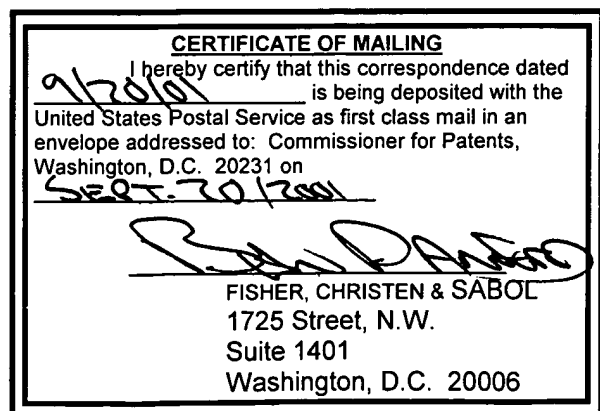 CERTIFICATE OF MAILING
I hereby certify that this correspondence dated
9/20/01 is being deposited with the
United States Postal Service as first class mail in an
envelope addressed to: Commissioner for Patents,
Washington, D.C. 20231 on
SEPT. 20/2001
FISHER, CHRISTEN & SABOL
1725 Street, N.W.
Suite 1401
Washington, D.C. 20006